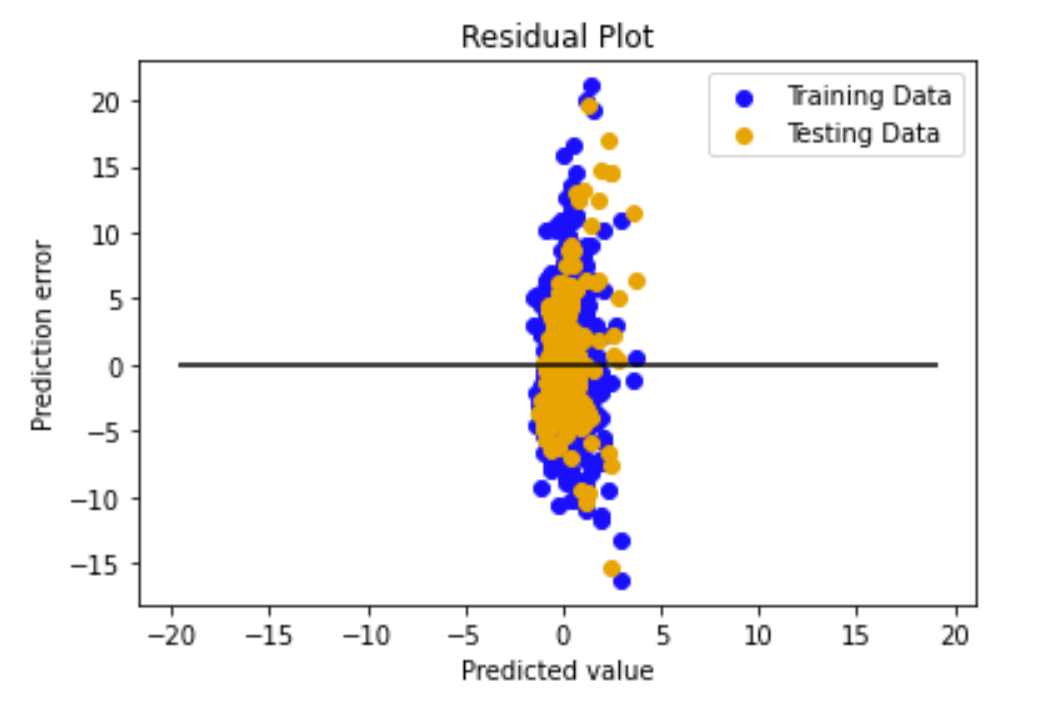 Residual Plot
Training Data
Testing Data
Prediction error
20
15
10
5
0
−5
−10
−15
−20 −15 −10 −5 0 5 10 15 20
Predicted value